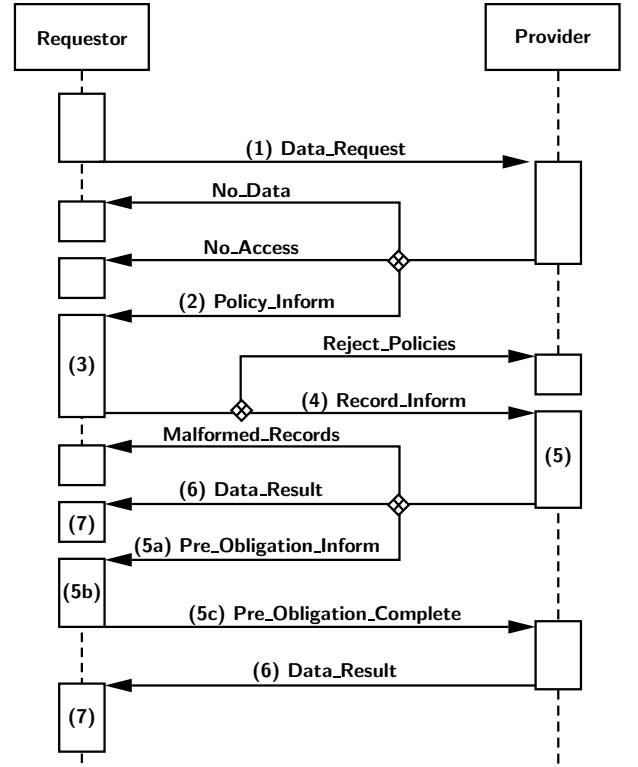 Requestor
Provider
(1) Data_Request
No_Data
No_Access
(2) Policy_Inform
Reject_Policies
(3)
(4) Record_Inform
Malformed_Records
(5)
(6) Data_Result
(7)
(5a) Pre_Obligation_Inform
(5b)
(5c) Pre_Obligation_Complete
(6) Data_Result
(7)